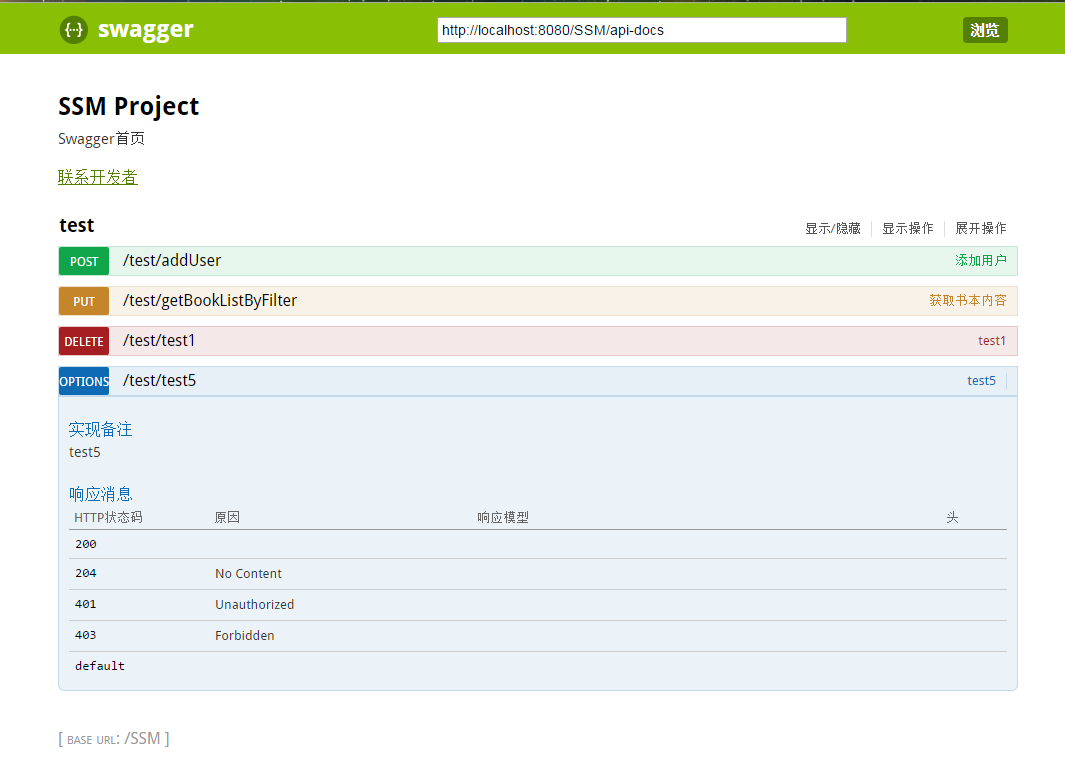 {···} swagger http://localhost:8080/SSM/api-docs 浏览
SSM Project
Swagger首页
联系开发者
test 显示/隐藏 显示操作 展开操作
POST /test/addUser 添加用户
PUT /test/getBookListByFilter 获取书本内容
DELETE /test/test1 test1
OPTIONS /test/test5 test5
实现备注
test5
响应消息
HTTP状态码 原因 响应模型 头
200
204 No Content
401 Unauthorized
403 Forbidden
default
[ BASE URL: /SSM ]